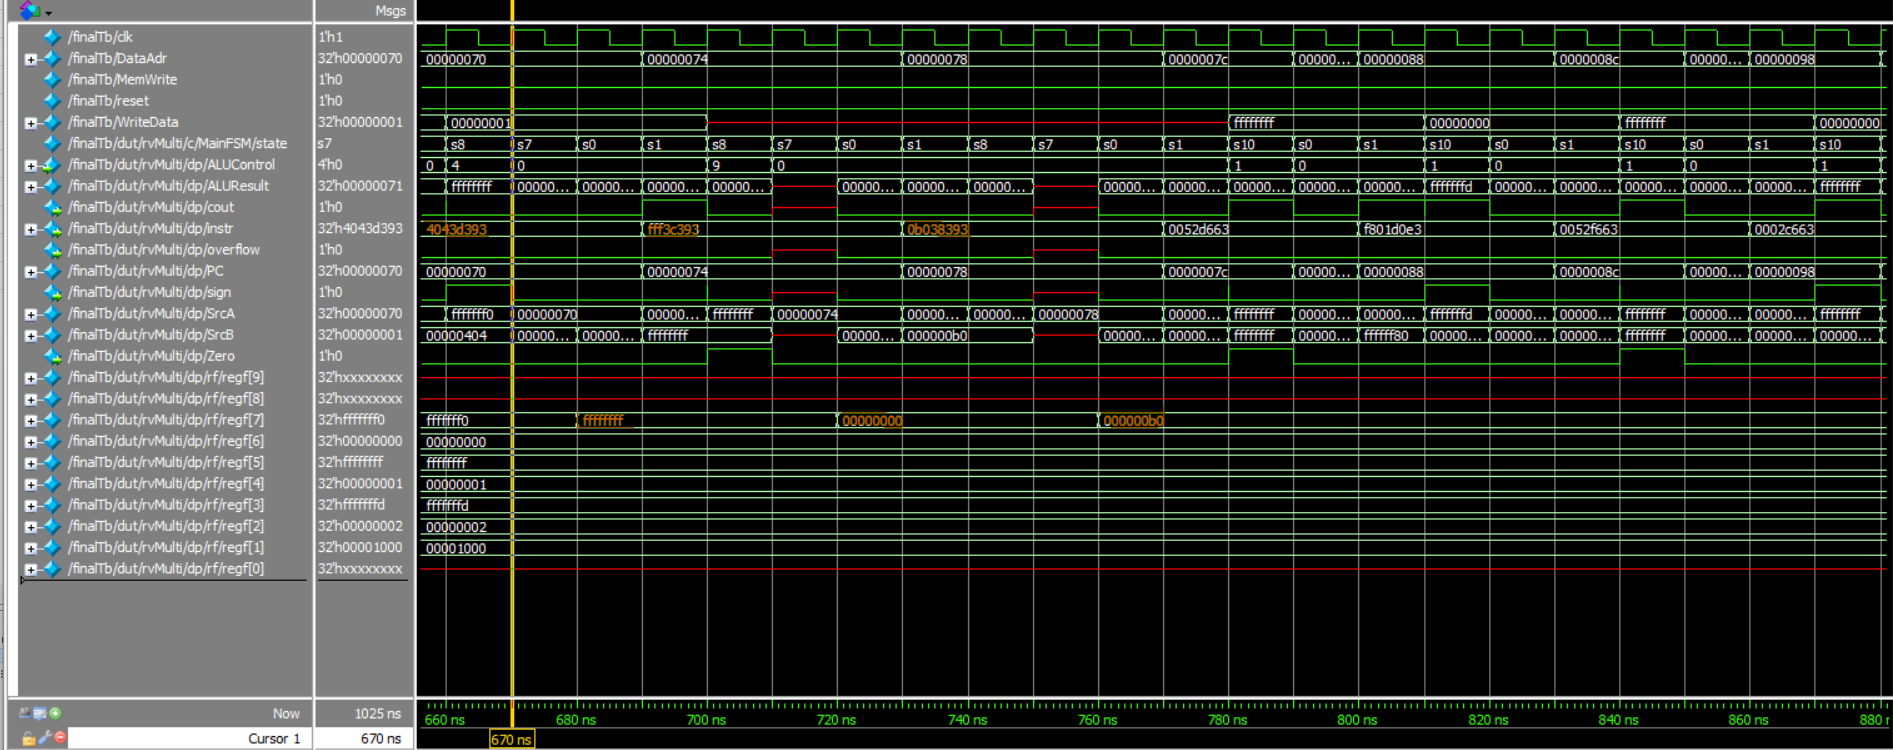 Msgs
/finalTb/clk 1'h1
/finalTb/DataAdr 32'h00000070 00000070 00000074 00000078 0000007c 00000... 00000088 0000008c 00000... 00000098
/finalTb/MemWrite 1'h0
/finalTb/reset 1'h0
/finalTb/WriteData 32'h00000001 00000001 ffffffff 00000000 ffffffff 00000000
/finalTb/dut/rvMulti/c/MainFSM/state s7 s8 s7 s0 s1 s8 s7 s0 s1 s8 s7 s0 s1 s10 s0 s1 s10 s0 s1 s10 s0 s1 s10
/finalTb/dut/rvMulti/dp/ALUControl 4'h0 0 4 0 9 0 1 0 1 0 1 0 1
/finalTb/dut/rvMulti/dp/ALUResult 32'h00000071 ffffffff 00000... 00000... 00000... 00000... 00000... 00000... 00000... 00000... 00000... 00000... 00000... 00000... fffffffd 00000... 00000... 00000... 00000... 00000... ffffffff
/finalTb/dut/rvMulti/dp/cout 1'h0
/finalTb/dut/rvMulti/dp/instr 32'h4043d393 4043d393 fff3c393 0b038393 0052d663 f801d0e3 0052f663 0002c663
/finalTb/dut/rvMulti/dp/overflow 1'h0
/finalTb/dut/rvMulti/dp/PC 32'h00000070 00000070 00000074 00000078 0000007c 00000... 00000088 0000008c 00000... 00000098
/finalTb/dut/rvMulti/dp/sign 1'h0
/finalTb/dut/rvMulti/dp/SrcA 32'h00000070 fffffff0 00000070 00000... ffffffff 00000074 00000... 00000... 00000078 00000... ffffffff 00000... 00000... fffffffd 00000... 00000... ffffffff 00000... 00000... ffffffff
/finalTb/dut/rvMulti/dp/SrcB 32'h00000001 00000404 00000... 00000... ffffffff 00000... 000000b0 00000... 00000... ffffffff 00000... ffffff80 00000... 00000... 00000... ffffffff 00000... 00000... 00000...
/finalTb/dut/rvMulti/dp/Zero 1'h0
/finalTb/dut/rvMulti/dp/rf/regf[9] 32'hxxxxxxxx
/finalTb/dut/rvMulti/dp/rf/regf[8] 32'hxxxxxxxx
/finalTb/dut/rvMulti/dp/rf/regf[7] 32'hfffffff0 fffffff0 ffffffff 00000000 000000b0
/finalTb/dut/rvMulti/dp/rf/regf[6] 32'h00000000 00000000
/finalTb/dut/rvMulti/dp/rf/regf[5] 32'hffffffff ffffffff
/finalTb/dut/rvMulti/dp/rf/regf[4] 32'h00000001 00000001
/finalTb/dut/rvMulti/dp/rf/regf[3] 32'hfffffffd fffffffd
/finalTb/dut/rvMulti/dp/rf/regf[2] 32'h00000002 00000002
/finalTb/dut/rvMulti/dp/rf/regf[1] 32'h00001000 00001000
/finalTb/dut/rvMulti/dp/rf/regf[0] 32'hxxxxxxxx
Now 1025 ns 660 ns 680 ns 700 ns 720 ns 740 ns 760 ns 780 ns 800 ns 820 ns 840 ns 860 ns 880
Cursor 1 670 ns 670 ns